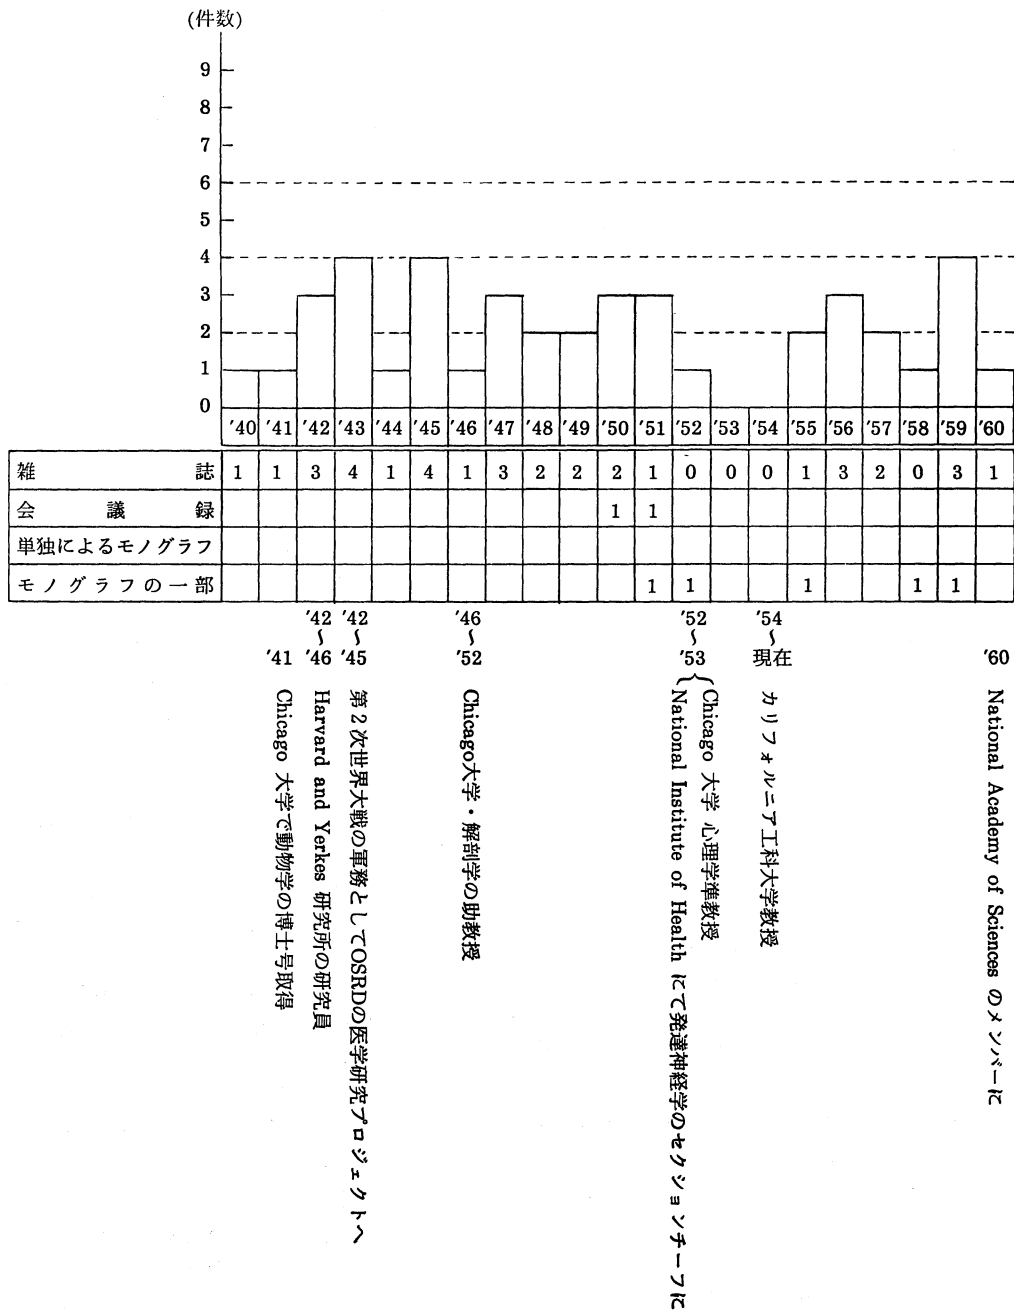 (件数)
9
8
7
6
5
4
3
2
1
0
'40 '41 '42 '43 '44 '45 '46 '47 '48 '49 '50 '51 '52 '53 '54 '55 '56 '57 '58 '59 '60
雑誌 1 1 3 4 1 4 1 3 2 2 2 1 0 0 0 1 3 2 0 3 1
会議録 1 1
単独によるモノグラフ
モノグラフの一部 1 1 1 1 1
'41 Chicago 大学で動物学の博士号取得
'42〜'46 Harvard and Yerkes 研究所の研究員
'42〜'45 第2次世界大戦の軍務としてOSRDの医学研究プロジェクトへ
'46〜'52 Chicago大学・解剖学の助教授
'52〜'53 Chicago 大学 心理学準教授
National Institute of Health にて発達神経学のセクションチーフに
'54〜現在 カリフォルニア工科大学教授
'60 National Academy of Sciences のメンバーに